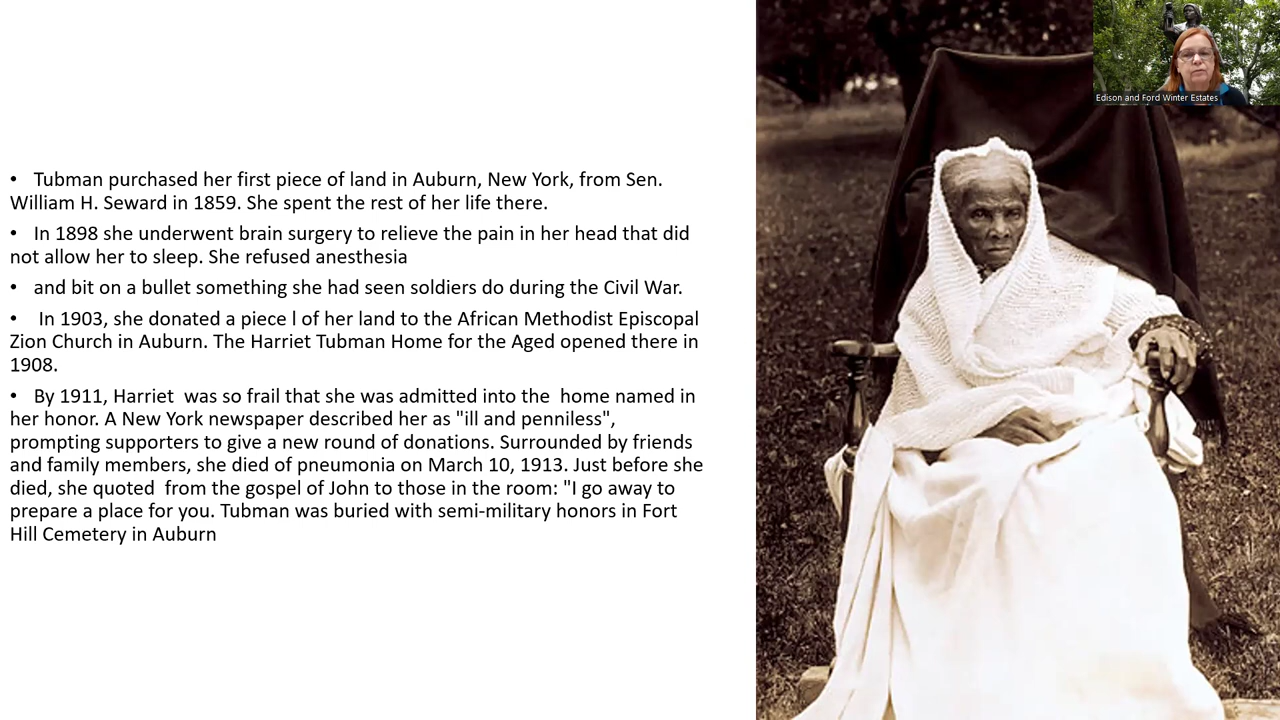 • Tubman purchased her first piece of land in Auburn, New York, from Sen.
William H. Seward in 1859. She spent the rest of her life there.
• In 1898 she underwent brain surgery to relieve the pain in her head that did
not allow her to sleep. She refused anesthesia
• and bit on a bullet something she had seen soldiers do during the Civil War.
• In 1903, she donated a piece l of her land to the African Methodist Episcopal
Zion Church in Auburn. The Harriet Tubman Home for the Aged opened there in
1908.
• By 1911, Harriet  was so frail that she was admitted into the  home named in
her honor. A New York newspaper described her as "ill and penniless",
prompting supporters to give a new round of donations. Surrounded by friends
and family members, she died of pneumonia on March 10, 1913. Just before she
died, she quoted  from the gospel of John to those in the room: "I go away to
prepare a place for you. Tubman was buried with semi-military honors in Fort
Hill Cemetery in Auburn
Edison and Ford Winter Estates